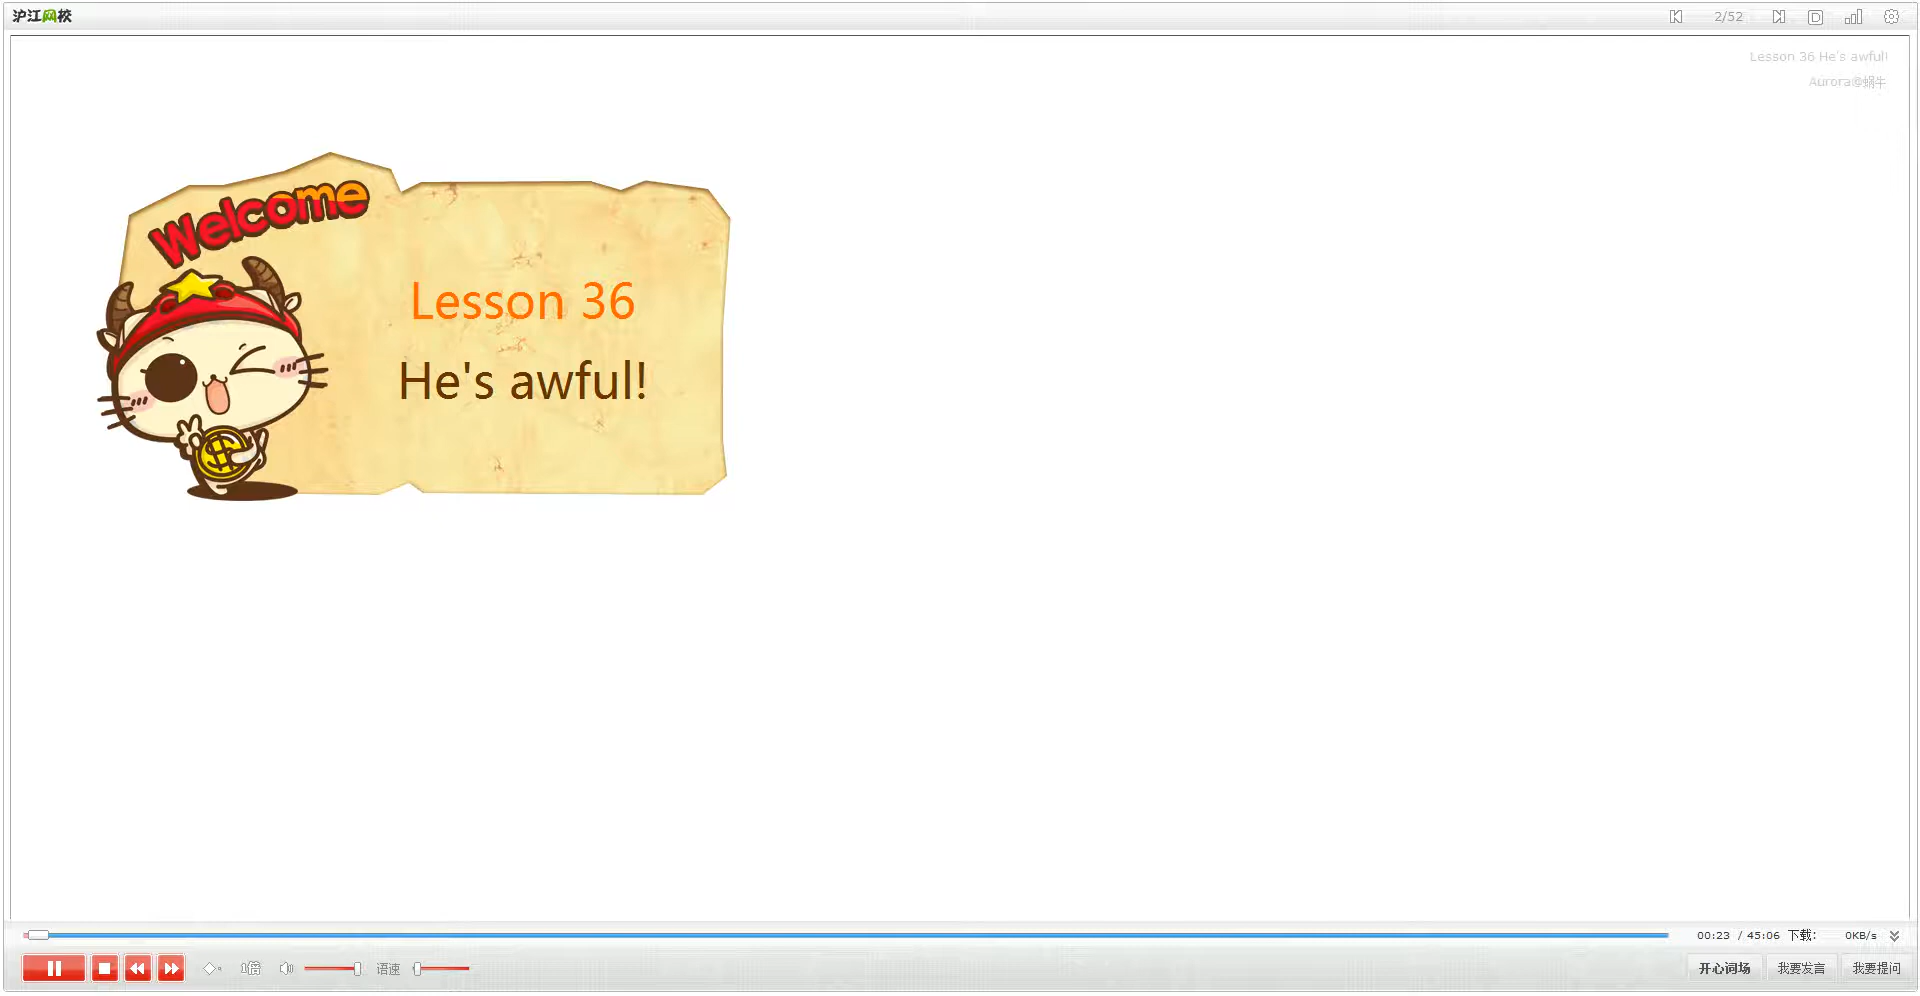 沪江网校
2/52
D
Lesson 36 He's awful!
Aurora@蜗牛
Welcome
Lesson 36
He's awful!
00:23 / 45:06 下载: 0KB/s
1倍 语速 开心词场 我要发言 我要提问